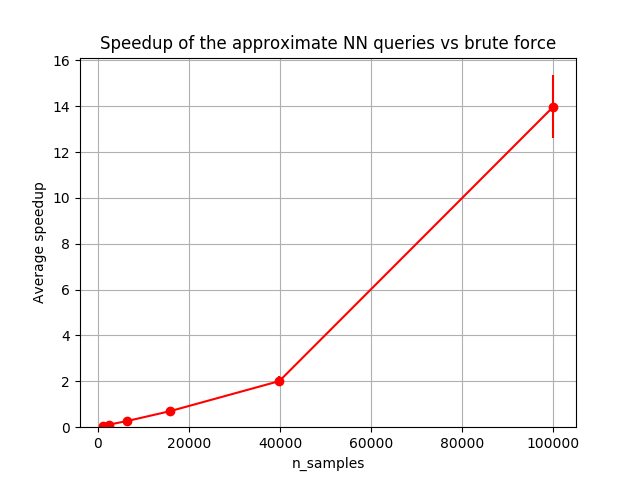 Speedup of the approximate NN queries vs brute force
16
14
12
10
8
6
4
2
0
Average speedup
0 20000 40000 60000 80000 100000
n_samples